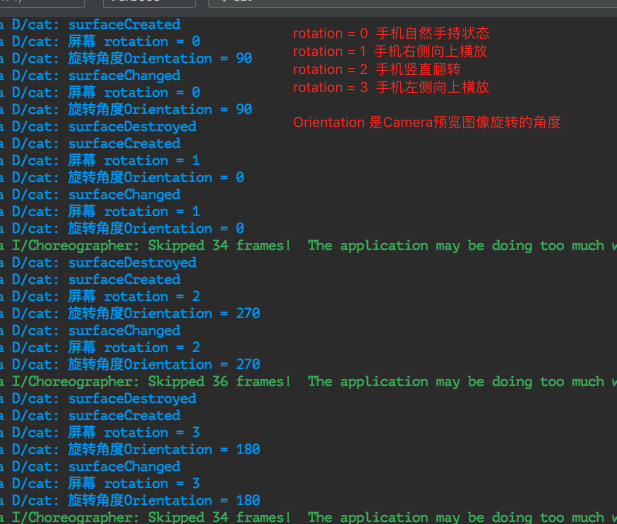 a D/cat: surfaceCreated
a D/cat: 屏幕 rotation = 0
a D/cat: 旋转角度Orientation = 90
a D/cat: surfaceChanged
a D/cat: 屏幕 rotation = 0
a D/cat: 旋转角度Orientation = 90
a D/cat: surfaceDestroyed
a D/cat: surfaceCreated
a D/cat: 屏幕 rotation = 1
a D/cat: 旋转角度Orientation = 0
a D/cat: surfaceChanged
a D/cat: 屏幕 rotation = 1
a D/cat: 旋转角度Orientation = 0
a I/Choreographer: Skipped 34 frames!  The application may be doing too much w
a D/cat: surfaceDestroyed
a D/cat: surfaceCreated
a D/cat: 屏幕 rotation = 2
a D/cat: 旋转角度Orientation = 270
a D/cat: surfaceChanged
a D/cat: 屏幕 rotation = 2
a D/cat: 旋转角度Orientation = 270
a I/Choreographer: Skipped 36 frames!  The application may be doing too much w
a D/cat: surfaceDestroyed
a D/cat: surfaceCreated
a D/cat: 屏幕 rotation = 3
a D/cat: 旋转角度Orientation = 180
a D/cat: surfaceChanged
a D/cat: 屏幕 rotation = 3
a D/cat: 旋转角度Orientation = 180
a I/Choreographer: Skipped 34 frames!  The application may be doing too much w
rotation = 0  手机自然手持状态
rotation = 1  手机右侧向上横放
rotation = 2  手机竖直翻转
rotation = 3  手机左侧向上横放
Orientation 是Camera预览图像旋转的角度